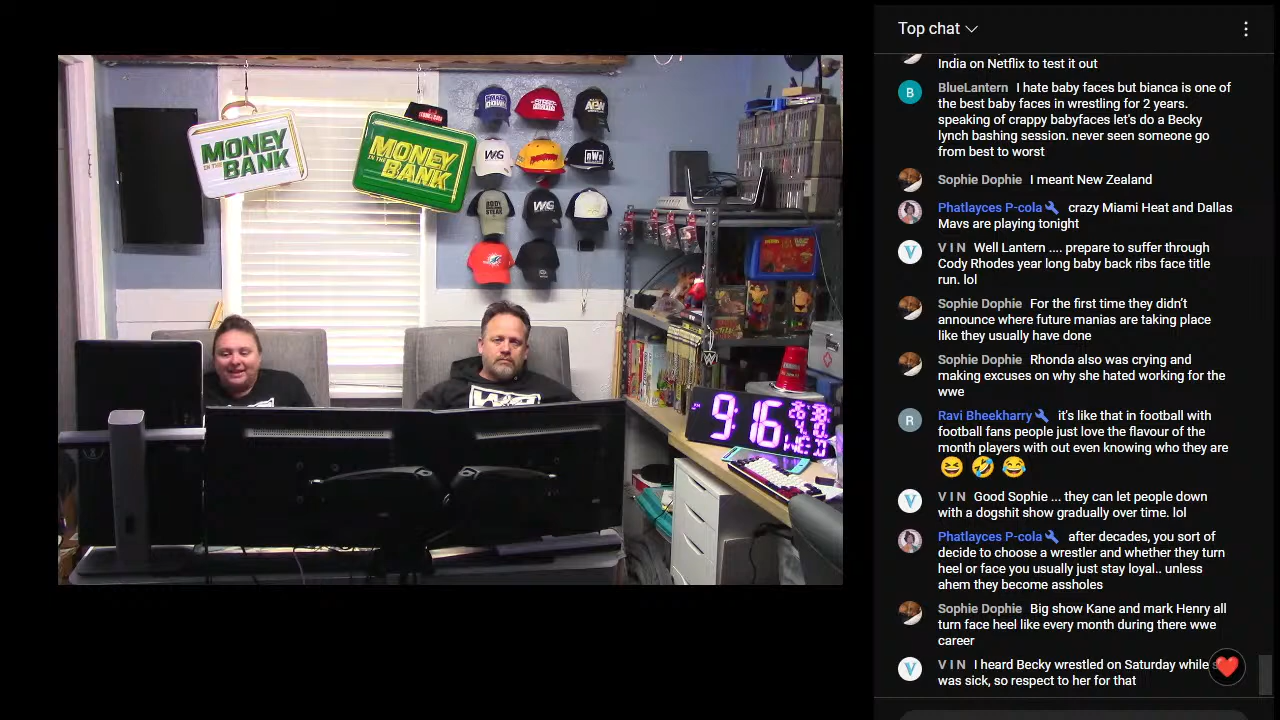 Top chat
India on Netflix to test it out
B
BlueLantern I hate baby faces but bianca is one of
the best baby faces in wrestling for 2 years.
speaking of crappy babyfaces let's do a Becky
lynch bashing session. never seen someone go
from best to worst
Sophie Dophie I meant New Zealand
Phatlayces P-cola crazy Miami Heat and Dallas
Mavs are playing tonight
V
V I N Well Lantern .... prepare to suffer through
Cody Rhodes year long baby back ribs face title
run. lol
Sophie Dophie For the first time they didn't
announce where future manias are taking place
like they usually have done
Sophie Dophie Rhonda also was crying and
making excuses on why she hated working for the
wwe
R
Ravi Bheekharry it's like that in football with
football fans people just love the flavour of the
month players with out even knowing who they are
😆 🤣 😂
V
V I N Good Sophie ... they can let people down
with a dogshit show gradually over time. lol
Phatlayces P-cola after decades, you sort of
decide to choose a wrestler and whether they turn
heel or face you usually just stay loyal.. unless
ahem they become assholes
Sophie Dophie Big show Kane and mark Henry all
turn face heel like every month during there wwe
career
V
V I N I heard Becky wrestled on Saturday while
was sick, so respect to her for that
MONEY
IN THE BANK
MONEY
IN THE BANK
WG
nWo
WG
9:16